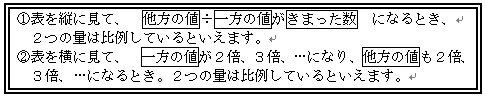 ①表を縦に見て、　他方の値÷一方の値がきまった数　になるとき、↵
２つの量は比例しているといえます。↵
②表を横に見て、　一方の値が２倍、３倍、…になり、他方の値も２倍、
３倍、…になるとき。２つの量は比例しているといえます。↵